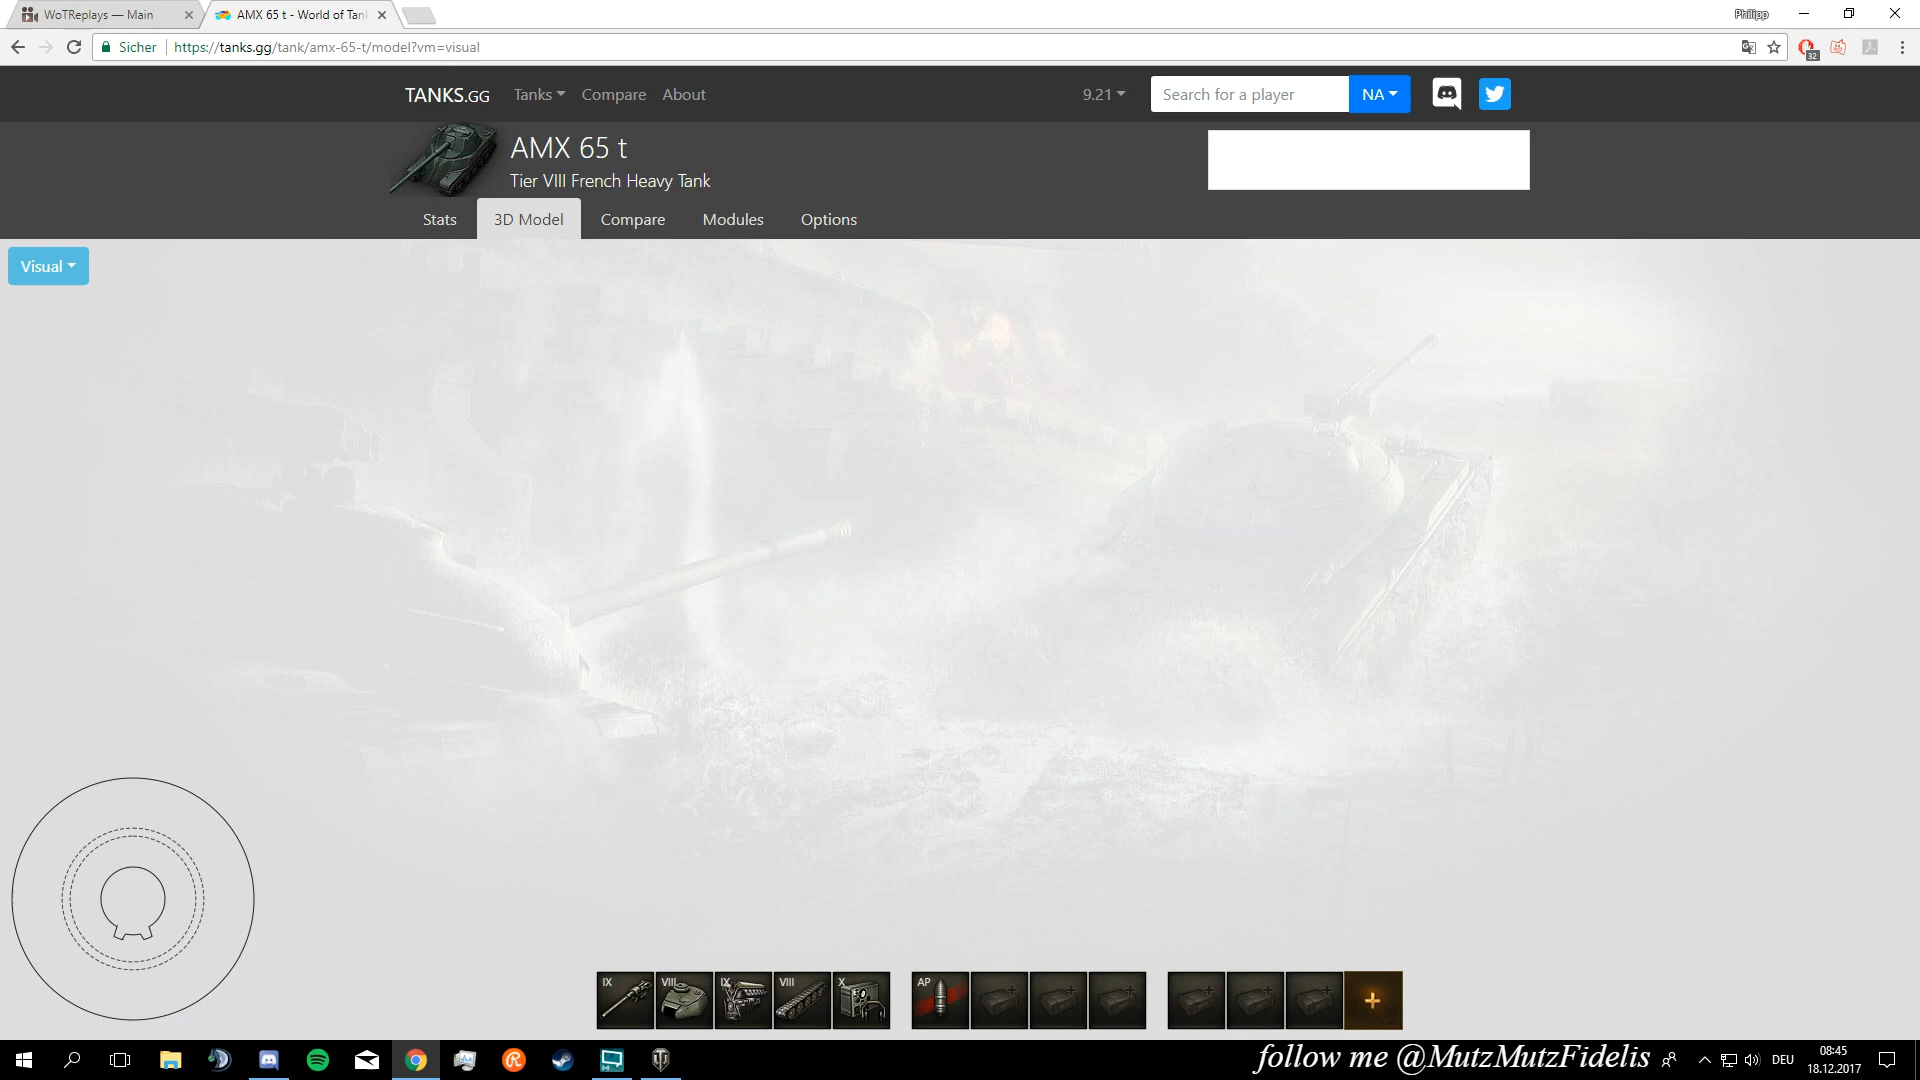 WoTReplays — Main
AMX 65 t - World of Tank
Philipp
Sicher
https://tanks.gg/tank/amx-65-t/model?vm=visual
32
TANKS.GG
Tanks
Compare
About
9.21
Search for a player
NA
AMX 65 t
Tier VIII French Heavy Tank
Stats
3D Model
Compare
Modules
Options
Visual
IX
VIII
IX
VIII
X
AP
follow me @MutzMutzFidelis
DEU
08:45
18.12.2017